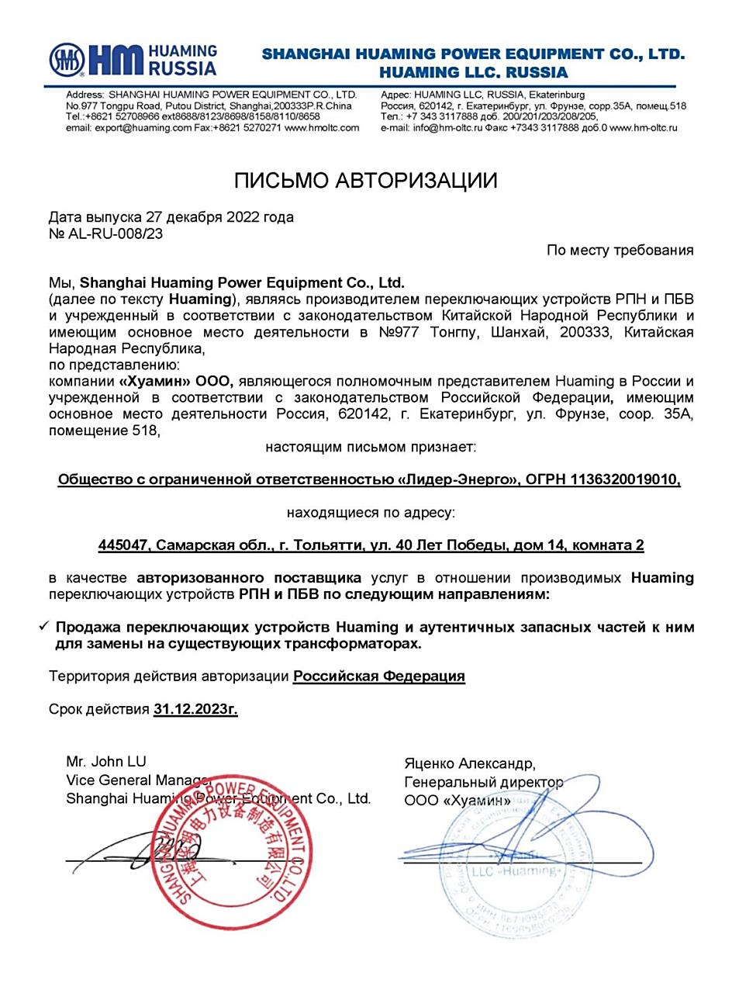 SMS HM HUAMING
RUSSIA
SHANGHAI HUAMING POWER EQUIPMENT CO., LTD.
HUAMING LLC. RUSSIA
Address: SHANGHAI HUAMING POWER EQUIPMENT CO., LTD.
No.977 Tongpu Road, Putou District, Shanghai,200333P.R.China
Tel.:+8621 52708966 ext8688/8123/8698/8158/8110/8658
email: export@huaming.com Fax:+8621 5270271 www.hmoltc.com
Адрес: HUAMING LLC, RUSSIA, Ekaterinburg
Россия, 620142, г. Екатеринбург, ул. Фрунзе, сорр.35А, помещ.518
Тел.: +7 343 3117888 доб. 200/201/203/208/205,
e-mail: info@hm-oltc.ru Факс +7343 3117888 доб.0 www.hm-oltc.ru
ПИСЬМО АВТОРИЗАЦИИ
Дата выпуска 27 декабря 2022 года
№ AL-RU-008/23
По месту требования
Мы, Shanghai Huaming Power Equipment Co., Ltd.
(далее по тексту Huaming), являясь производителем переключающих устройств РПН и ПБВ
и учрежденный в соответствии с законодательством Китайской Народной Республики и
имеющим основное место деятельности в №977 Тонгпу, Шанхай, 200333, Китайская
Народная Республика,
по представлению:
компании «Хуамин» ООО, являющегося полномочным представителем Huaming в России и
учрежденной в соответствии с законодательством Российской Федерации, имеющим
основное место деятельности Россия, 620142, г. Екатеринбург, ул. Фрунзе, соор. 35А,
помещение 518,
настоящим письмом признает:
Общество с ограниченной ответственностью «Лидер-Энерго», ОГРН 1136320019010,
находящиеся по адресу:
445047, Самарская обл., г. Тольятти, ул. 40 Лет Победы, дом 14, комната 2
в качестве авторизованного поставщика услуг в отношении производимых Huaming
переключающих устройств РПН и ПБВ по следующим направлениям:
✓ Продажа переключающих устройств Huaming и аутентичных запасных частей к ним
для замены на существующих трансформаторах.
Территория действия авторизации Российская Федерация
Срок действия 31.12.2023г.
Mr. John LU
Vice General Manager
Shanghai Huaming Power Equipment Co., Ltd.
Яценко Александр,
Генеральный директор
ООО «Хуамин»
SHANGHAI HUAMING POWER EQUIPMENT CO.,LTD.
上海华明电力设备制造有限公司
«Хуамин»
LLC «Huaming»